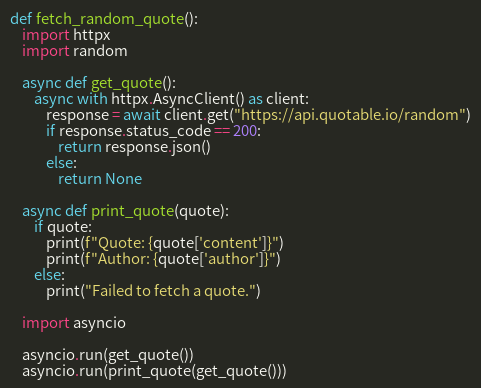 def fetch_random_quote():
    import httpx
    import random

    async def get_quote():
        async with httpx.AsyncClient() as client:
            response = await client.get("https://api.quotable.io/random")
            if response.status_code == 200:
                return response.json()
            else:
                return None

    async def print_quote(quote):
        if quote:
            print(f"Quote: {quote['content']}")
            print(f"Author: {quote['author']}")
        else:
            print("Failed to fetch a quote.")

    import asyncio

    asyncio.run(get_quote())
    asyncio.run(print_quote(get_quote()))